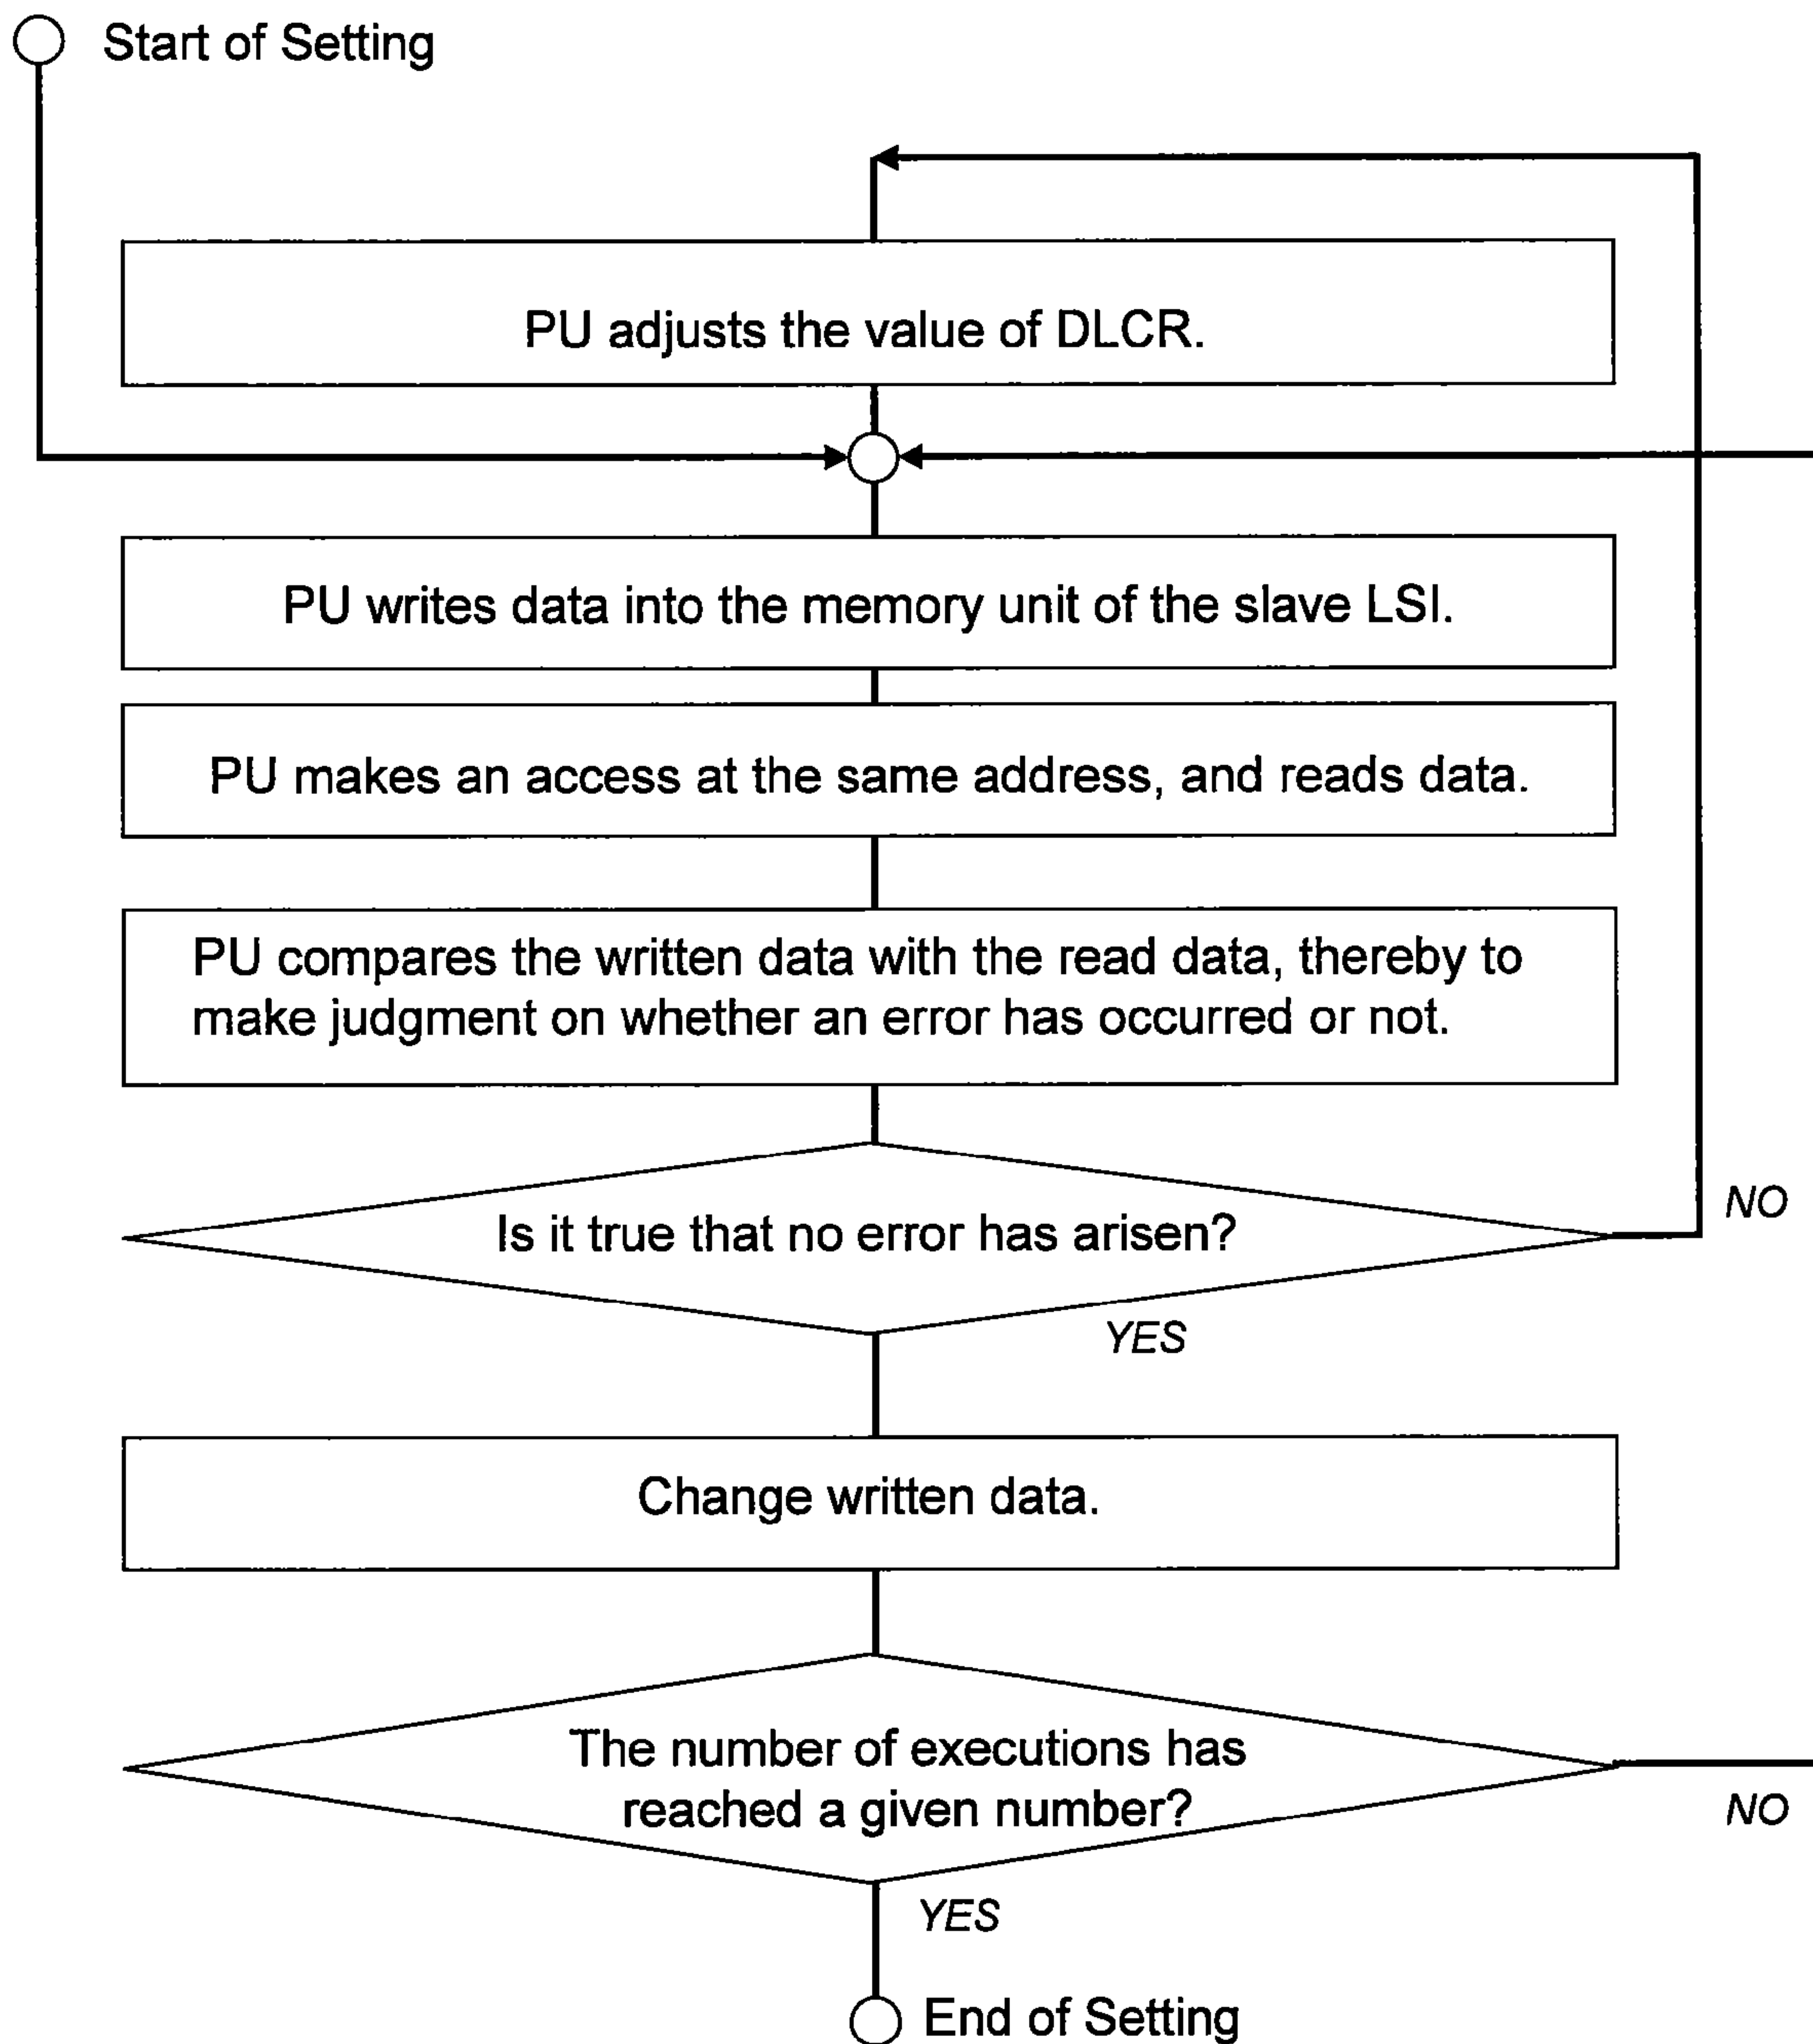 Start of Setting
PU adjusts the value of DLCR.
PU writes data into the memory unit of the slave LSI.
PU makes an access at the same address, and reads data.
PU compares the written data with the read data, thereby to
make judgment on whether an error has occurred or not.
NO
Is it true that no error has arisen?
YES
Change written data.
The number of executions has
reached a given number?
NO
YES
End of Setting